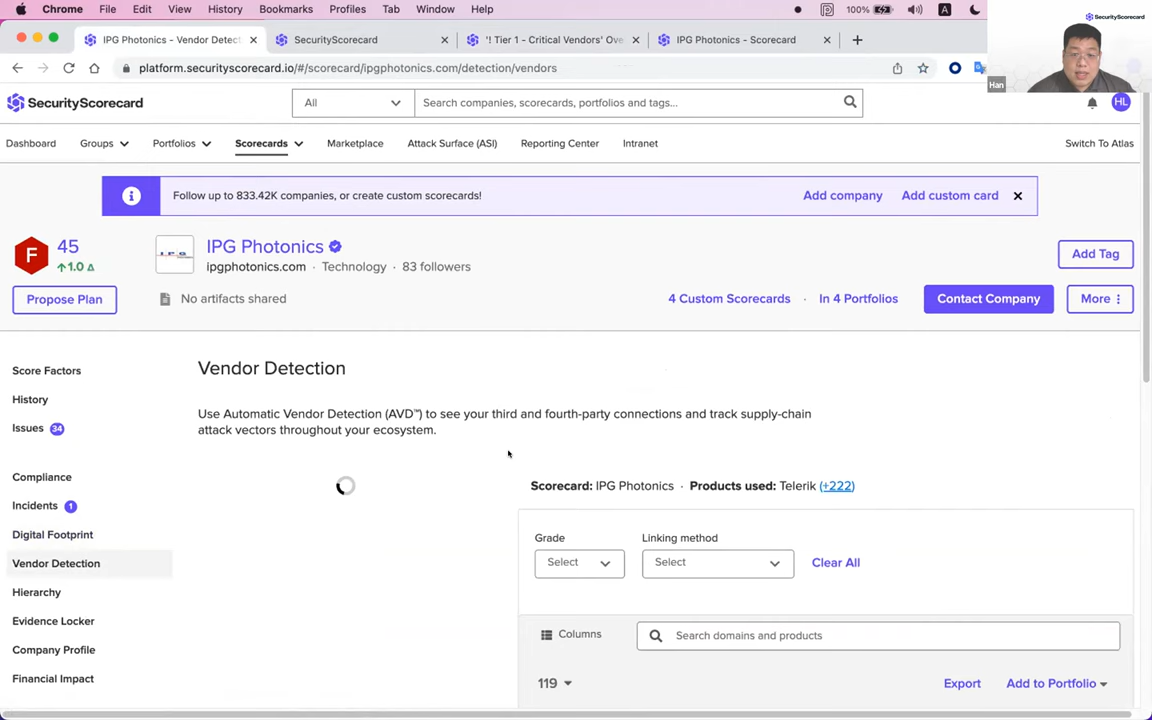 Chrome File Edit View History Bookmarks Profiles Tab Window Help 100% A
SecurityScorecard
IPG Photonics - Vendor Detect × SecurityScorecard × '! Tier 1 - Critical Vendors' Ove × IPG Photonics - Scorecard × +
Han
platform.securityscorecard.io/#/scorecard/ipgphotonics.com/detection/vendors
SecurityScorecard All Search companies, scorecards, portfolios and tags... HL
Dashboard Groups Portfolios Scorecards Marketplace Attack Surface (ASI) Reporting Center Intranet Switch To Atlas
Follow up to 833.42K companies, or create custom scorecards! Add company Add custom card ×
F 45 IPG Photonics
↑1.0 Δ ipgphotonics.com · Technology · 83 followers Add Tag
Propose Plan No artifacts shared 4 Custom Scorecards · In 4 Portfolios Contact Company More
Score Factors
History
Issues 34
Compliance
Incidents 1
Digital Footprint
Vendor Detection
Hierarchy
Evidence Locker
Company Profile
Financial Impact
Vendor Detection
Use Automatic Vendor Detection (AVD™) to see your third and fourth-party connections and track supply-chain
attack vectors throughout your ecosystem.
Scorecard: IPG Photonics · Products used: Telerik (+222)
Grade Linking method
Select Select Clear All
Columns Search domains and products
119 Export Add to Portfolio